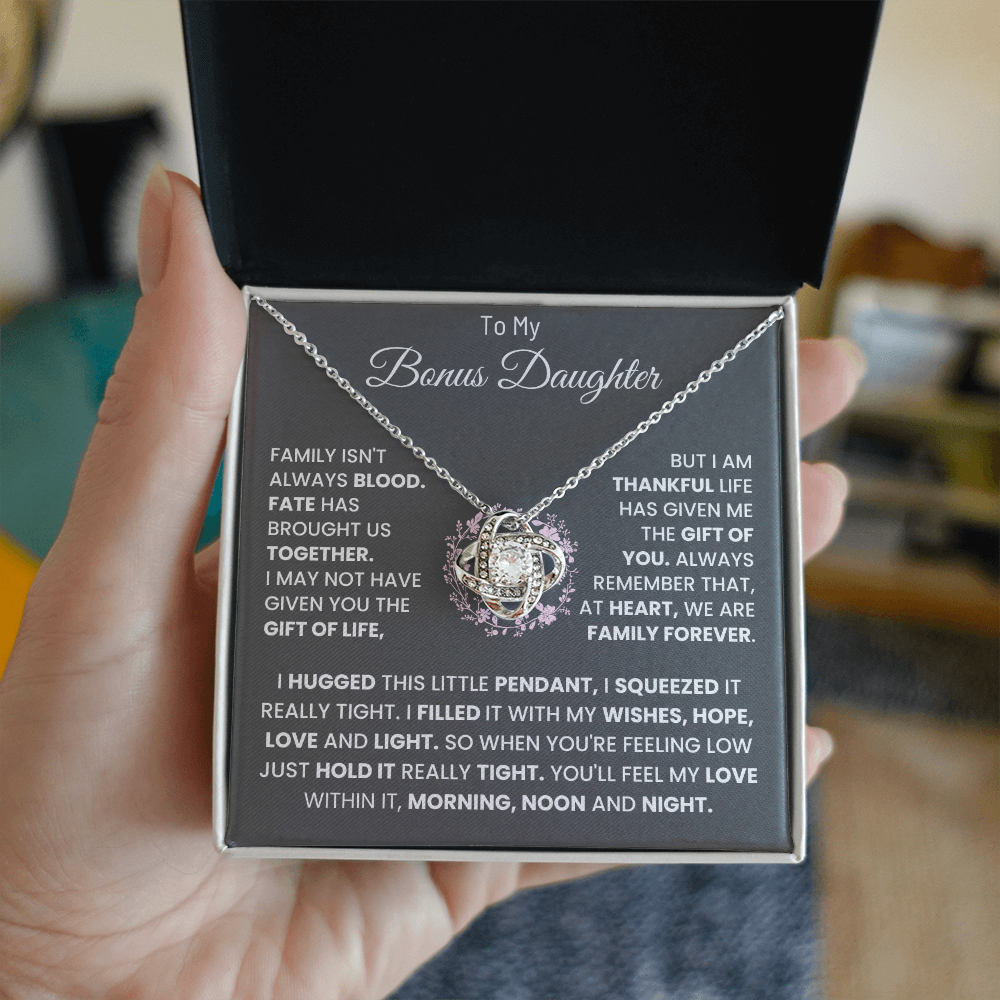 To My
Bonus Daughter
FAMILY ISN'T
ALWAYS BLOOD.
FATE HAS
BROUGHT US
TOGETHER.
I MAY NOT HAVE
GIVEN YOU THE
GIFT OF LIFE,
BUT I AM
THANKFUL LIFE
HAS GIVEN ME
THE GIFT OF
YOU. ALWAYS
REMEMBER THAT,
AT HEART, WE ARE
FAMILY FOREVER.
I HUGGED THIS LITTLE PENDANT, I SQUEEZED IT
REALLY TIGHT. I FILLED IT WITH MY WISHES, HOPE,
LOVE AND LIGHT. SO WHEN YOU'RE FEELING LOW
JUST HOLD IT REALLY TIGHT. YOU'LL FEEL MY LOVE
WITHIN IT, MORNING, NOON AND NIGHT.